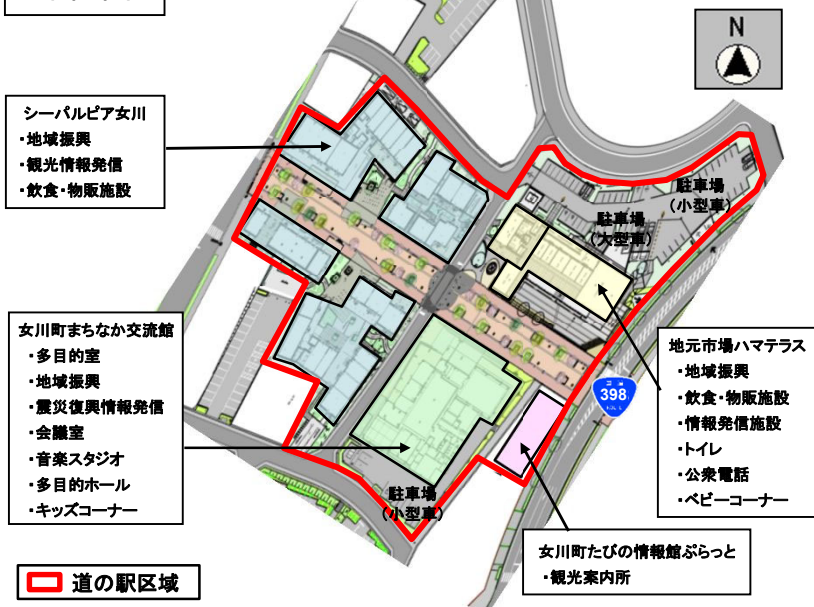 N
シーパルピア女川
・地域振興
・観光情報発信
・飲食・物販施設
駐車場
(小型車)
駐車場
(大型車)
女川町まちなか交流館
・多目的室
・地域振興
・震災復興情報発信
・会議室
・音楽スタジオ
・多目的ホール
・キッズコーナー
地元市場ハマテラス
・地域振興
・飲食・物販施設
・情報発信施設
・トイレ
・公衆電話
・ベビーコーナー
398
駐車場
(小型車)
女川町たびの情報館ぷらっと
・観光案内所
道の駅区域